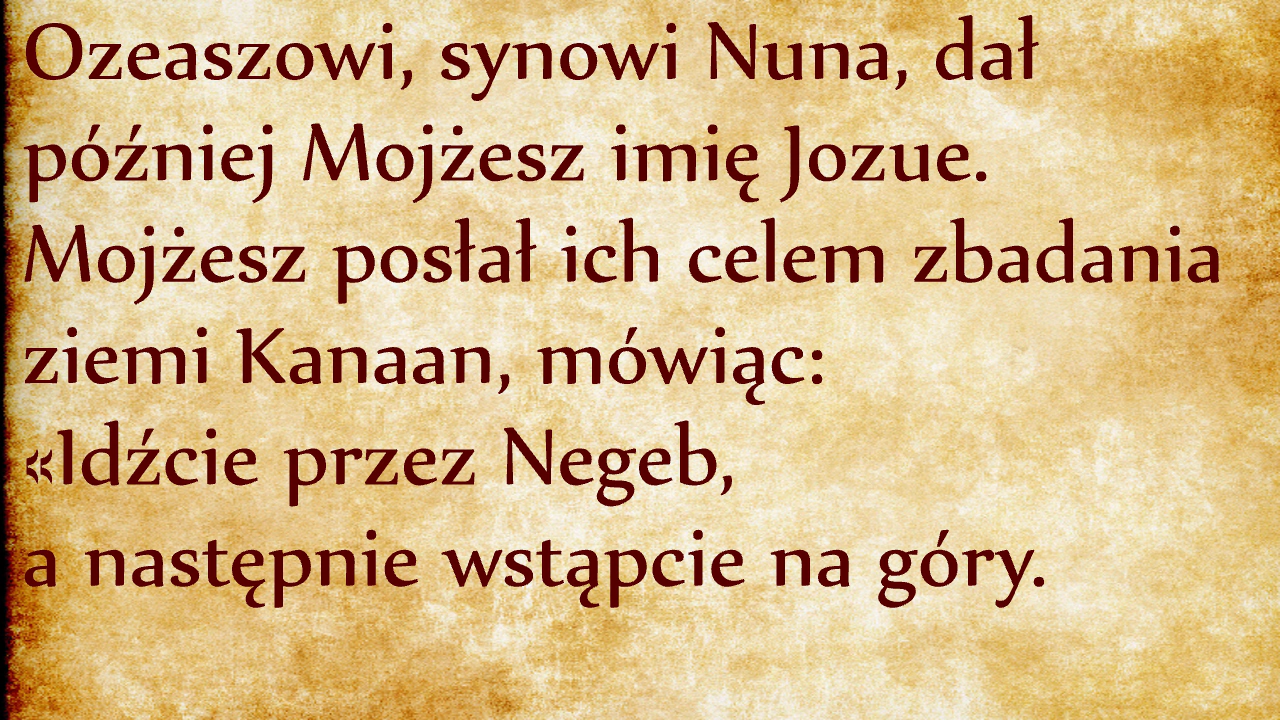 Ozeaszowi, synowi Nuna, dał
później Mojżesz imię Jozue.
Mojżesz posłał ich celem zbadania
ziemi Kanaan, mówiąc:
«Idźcie przez Negeb,
a następnie wstąpcie na góry.